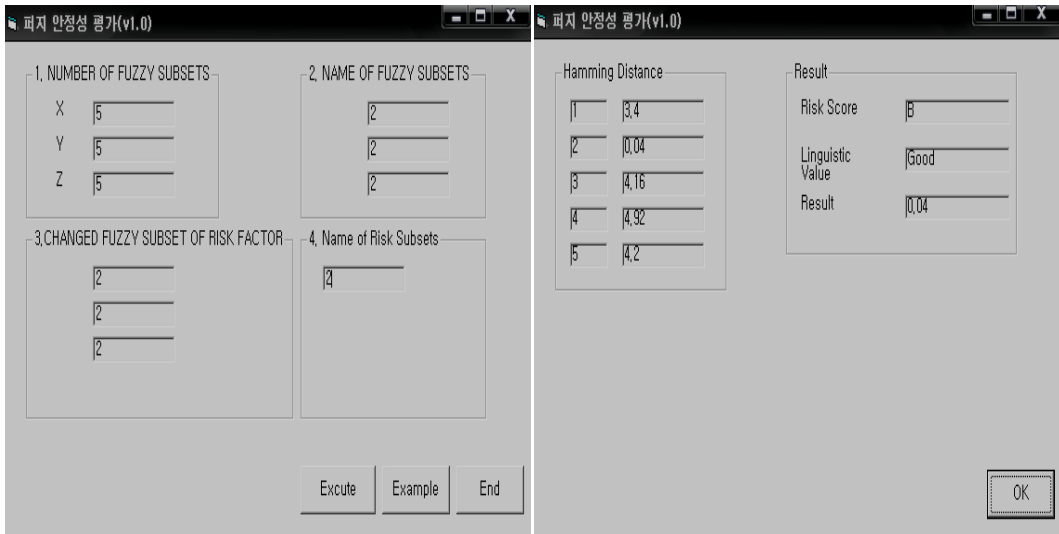 퍼지 안정성 평가(v1.0)
1, NUMBER OF FUZZY SUBSETS
X 5
Y 5
Z 5
2, NAME OF FUZZY SUBSETS
2
2
2
3,CHANGED FUZZY SUBSET OF RISK FACTOR
2
2
2
4, Name of Risk Subsets
2
Excute Example End
퍼지 안정성 평가(v1.0)
Hamming Distance
1 3,4
2 0,04
3 4,16
4 4,92
5 4,2
Result
Risk Score B
Linguistic
Value Good
Result 0,04
OK